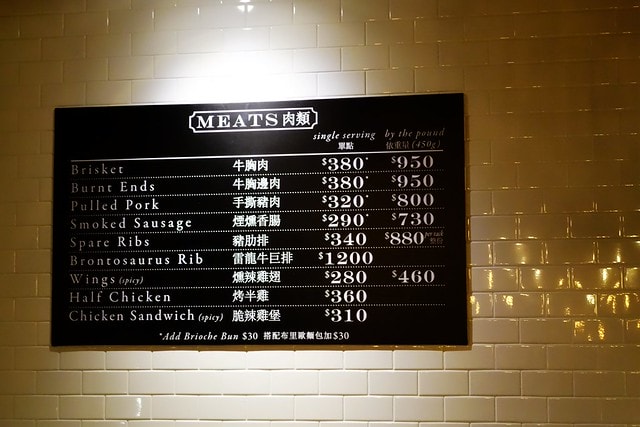 MEATS 肉類
single serving by the pound
單點 依重量 (450g)
Brisket 牛胸肉 $380* $950
Burnt Ends 牛胸邊肉 $380* $950
Pulled Pork 手撕豬肉 $320* $800
Smoked Sausage 煙燻香腸 $290* $730
Spare Ribs 豬肋排 $340 $880 per rack
Brontosaurus Rib 雷龍牛巨排 $1200
Wings (spicy) 燻辣雞翅 $280 $460
Half Chicken 烤半雞 $360
Chicken Sandwich (spicy) 脆辣雞堡 $310
*Add Brioche Bun $30 搭配布里歐麵包加$30